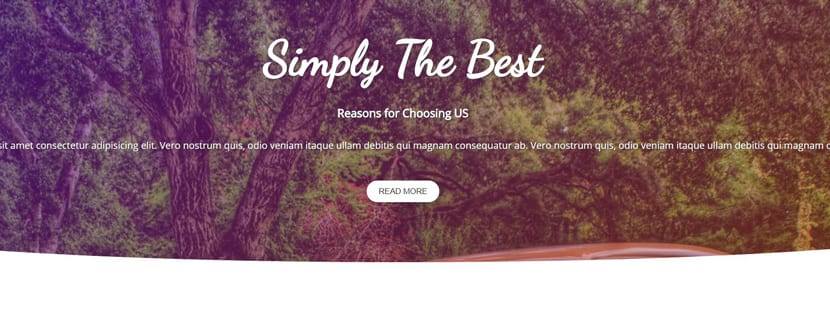 Simply The Best
Reasons for Choosing US
sit amet consectetur adipisicing elit. Vero nostrum quis, odio veniam itaque ullam debitis qui magnam consequatur ab. Vero nostrum quis, odio veniam itaque ullam debitis qui magnam
READ MORE